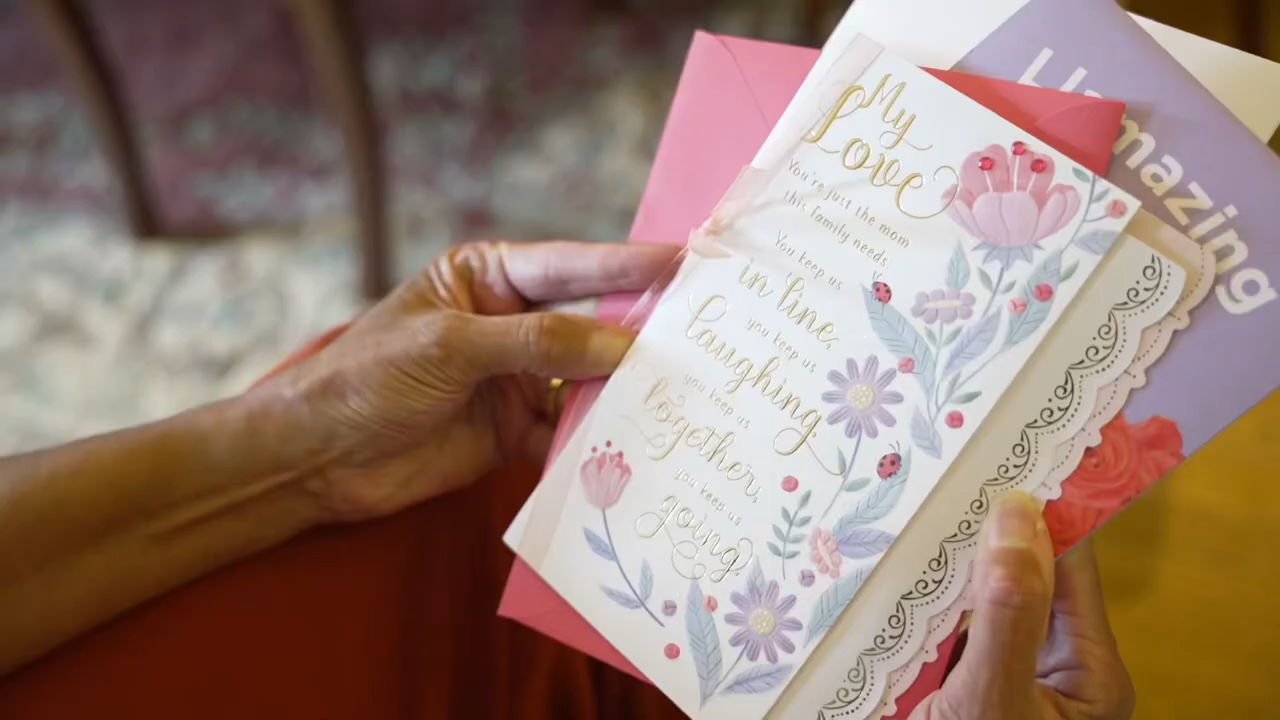 My
Love
You're just the mom
this family needs.
You keep us
in line,
you keep us
laughing,
you keep us
together,
you keep us
going.
amazing